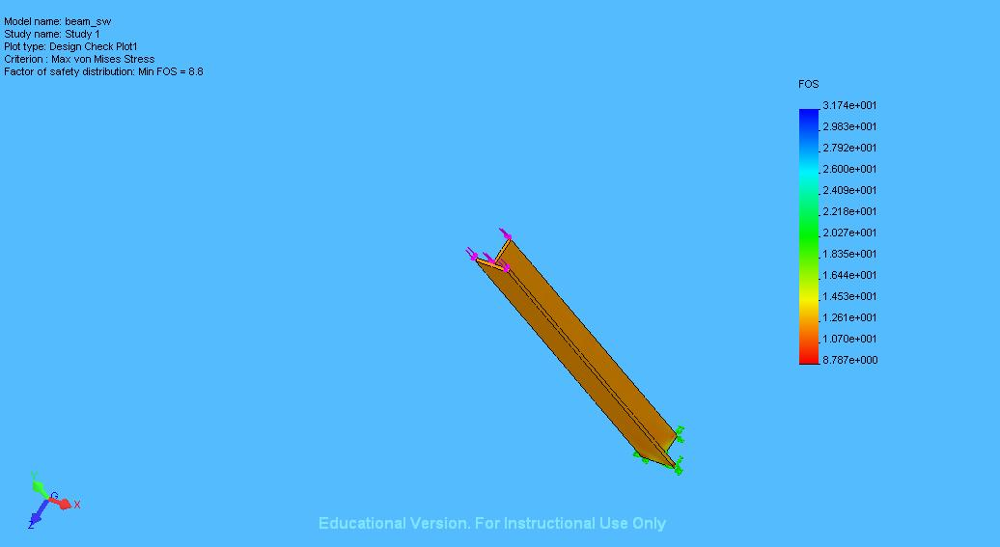 Model name: beam_sw
Study name: Study 1
Plot type: Design Check Plot1
Criterion : Max von Mises Stress
Factor of safety distribution: Min FOS = 8.8
FOS
3.174e+001
2.983e+001
2.792e+001
2.600e+001
2.409e+001
2.218e+001
2.027e+001
1.835e+001
1.644e+001
1.453e+001
1.261e+001
1.070e+001
8.787e+000
Y
G
X
Z
Educational Version. For Instructional Use Only